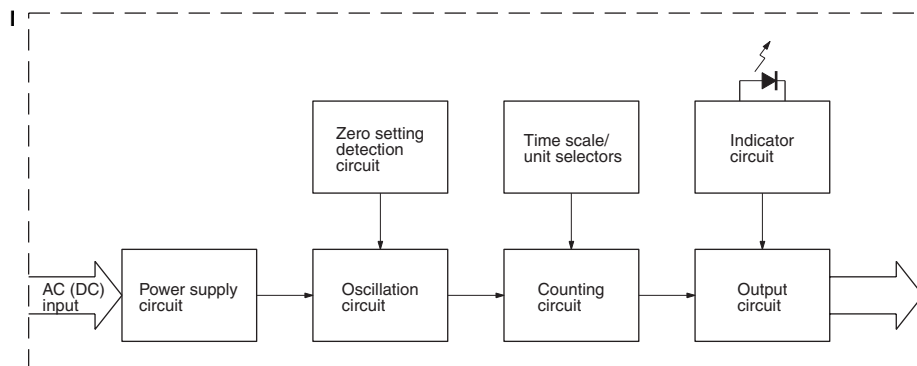 I
Zero setting
detection
circuit
Time scale/
unit selectors
Indicator
circuit
AC (DC)
input
Power supply
circuit
Oscillation
circuit
Counting
circuit
Output
circuit